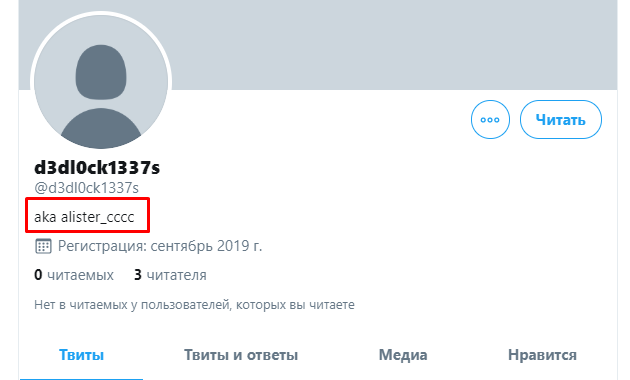 Читать
d3dl0ck1337s
@d3dl0ck1337s
aka alister_cccc
Регистрация: сентябрь 2019 г.
0 читаемых 3 читателя
Нет в читаемых у пользователей, которых вы читаете
Твиты Твиты и ответы Медиа Нравится